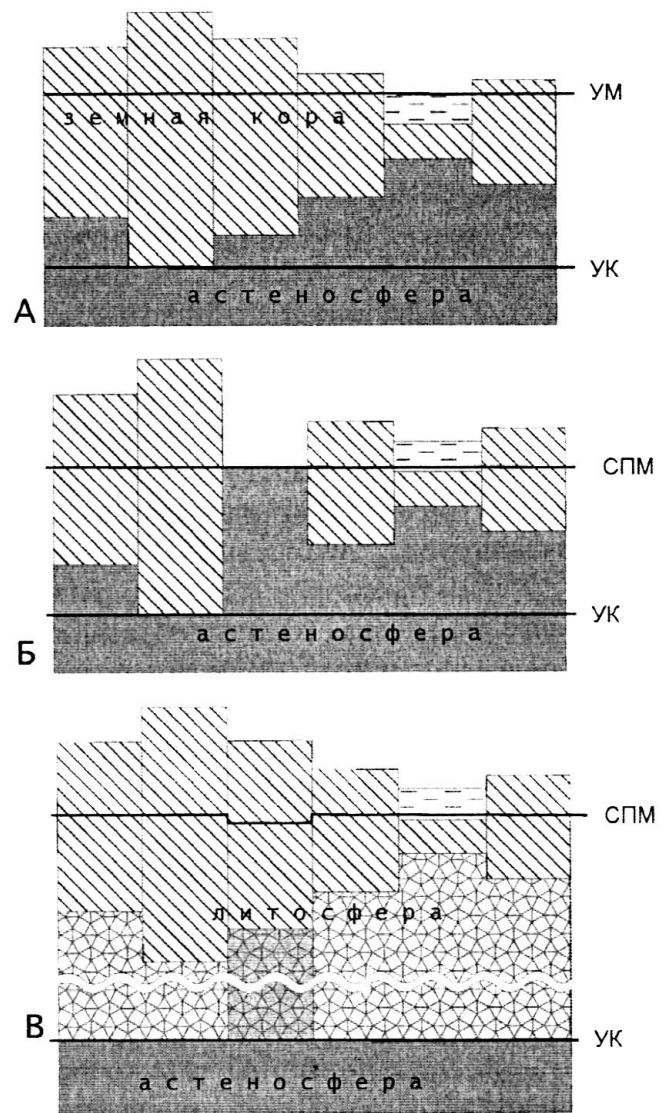 УМ
земная кора
УК
астеносфера
А
СПМ
УК
астеносфера
Б
СПМ
литосфера
УК
В
астеносфера